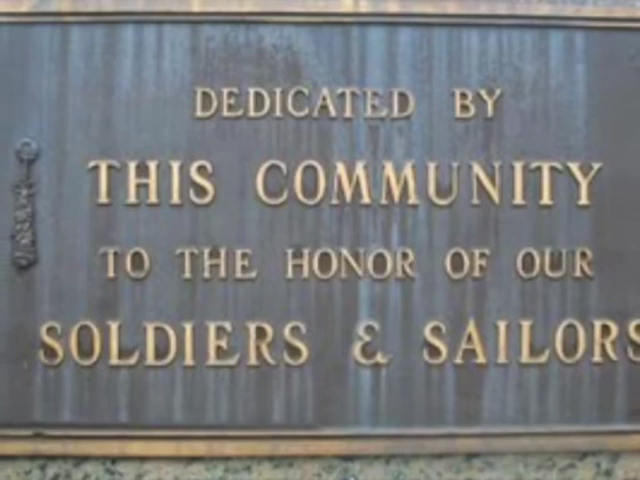 DEDICATED BY
THIS COMMUNITY
TO THE HONOR OF OUR
SOLDIERS & SAILORS